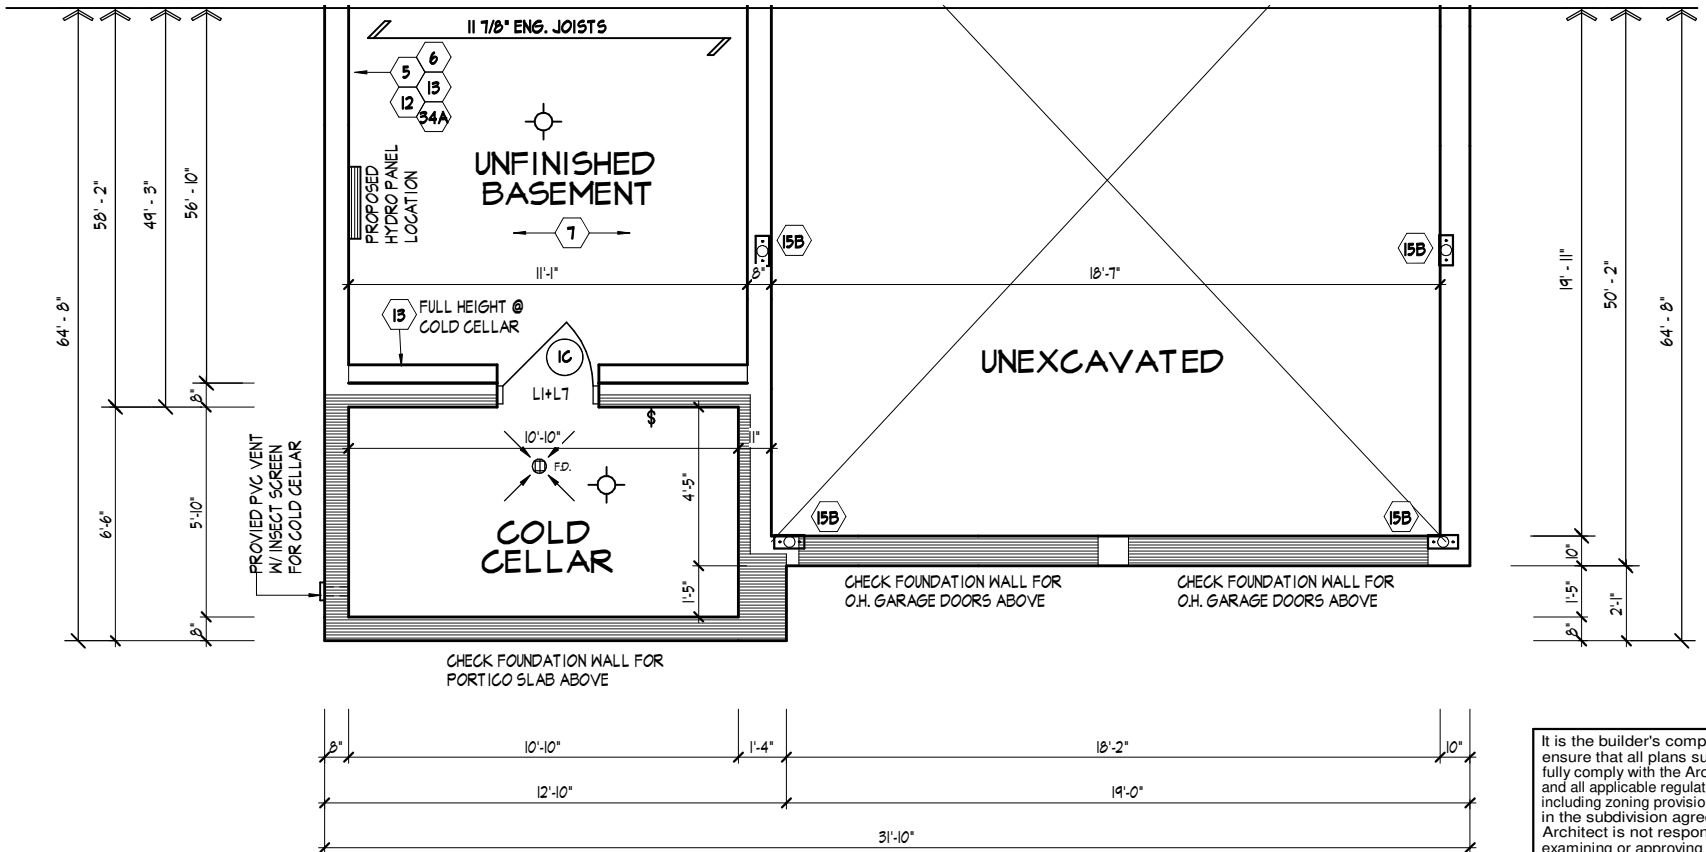 11 7/8" ENG. JOISTS
6
5
13
12
34A
UNFINISHED
BASEMENT
7
PROPOSED
HYDRO PANEL
LOCATION
15B
15B
11'-1"
8"
18'-7"
13
FULL HEIGHT @
COLD CELLAR
1C
L1+L7
UNEXCAVATED
58' - 2"
49' - 3"
56' - 10"
64' - 8"
8"
6'-6"
5'-10"
8"
19' - 11"
50' - 2"
64' - 8"
10"
1'-5"
2'-1"
8"
PROVIED PVC VENT
W/ INSECT SCREEN
FOR COLD CELLAR
$
10'-10"
11"
F.D.
4'-5"
COLD
CELLAR
1'-5"
15B
15B
CHECK FOUNDATION WALL FOR
O.H. GARAGE DOORS ABOVE
CHECK FOUNDATION WALL FOR
O.H. GARAGE DOORS ABOVE
CHECK FOUNDATION WALL FOR
PORTICO SLAB ABOVE
8"
10'-10"
1'-4"
18'-2"
10"
12'-10"
19'-0"
31'-10"
It is the builder's comp
ensure that all plans su
fully comply with the Arc
and all applicable regulat
including zoning provision
in the subdivision agre
Architect is not respon
examining or approving